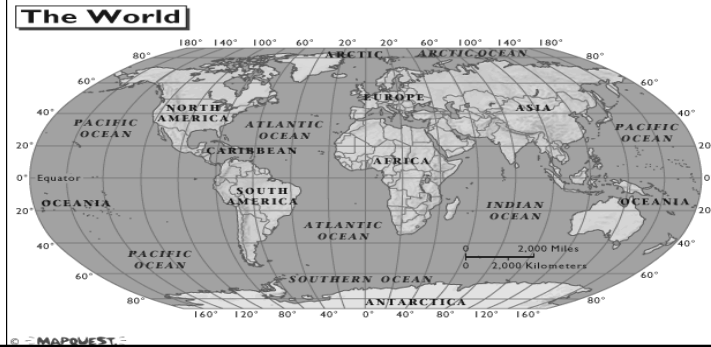 The World
180° 140° 100° 60° 20° 20° 60° 100° 140° 180°
ARCTIC ARCTIC OCEAN
80° 80°
60° 60°
EUROPE
NORTH
AMERICA
ASIA
40° 40°
PACIFIC
OCEAN
ATLANTIC
OCEAN
PACIFIC
OCEAN
20° 20°
CARIBBEAN
AFRICA
0° Equator 0°
SOUTH
AMERICA
OCEANIA
INDIAN
OCEAN
OCEANIA
20° 20°
ATLANTIC
OCEAN
40° 40°
0 2,000 Miles
0 2,000 Kilometers
PACIFIC
OCEAN
60° 60°
SOUTHERN OCEAN
80° 80°
ANTARCTICA
160° 120° 80° 40° 0° 40° 80° 120° 160°
© MAPQUEST.